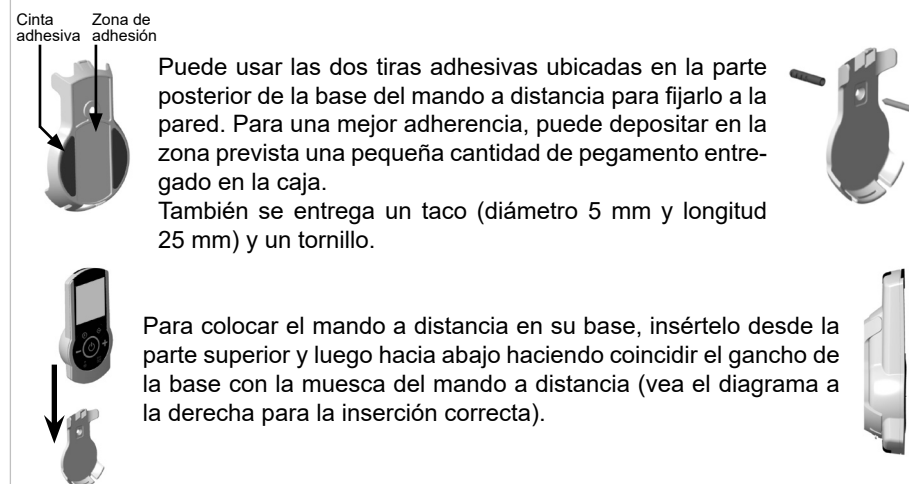 Cinta
adhesiva
Zona de
adhesión
Puede usar las dos tiras adhesivas ubicadas en la parte
posterior de la base del mando a distancia para fijarlo a la
pared. Para una mejor adherencia, puede depositar en la
zona prevista una pequeña cantidad de pegamento entre-
gado en la caja.
También se entrega un taco (diámetro 5 mm y longitud
25 mm) y un tornillo.
Para colocar el mando a distancia en su base, insértelo desde la
parte superior y luego hacia abajo haciendo coincidir el gancho de
la base con la muesca del mando a distancia (vea el diagrama a
la derecha para la inserción correcta).